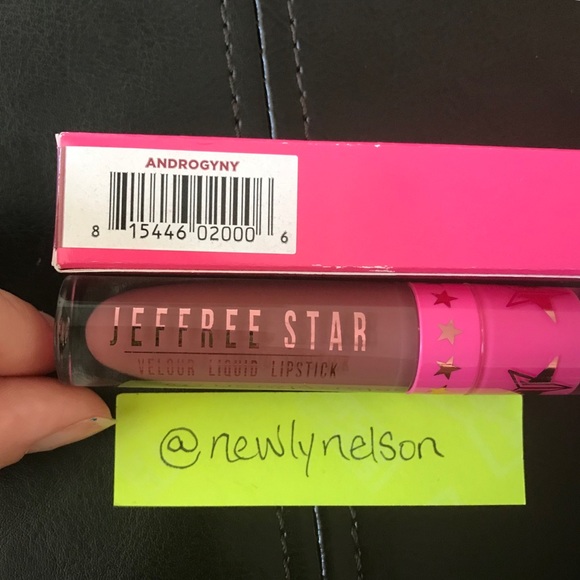 ANDROGYNY
8 15446 02000 6
JEFFREE STAR
VELOUR LIQUID LIPSTICK
@newlynelson